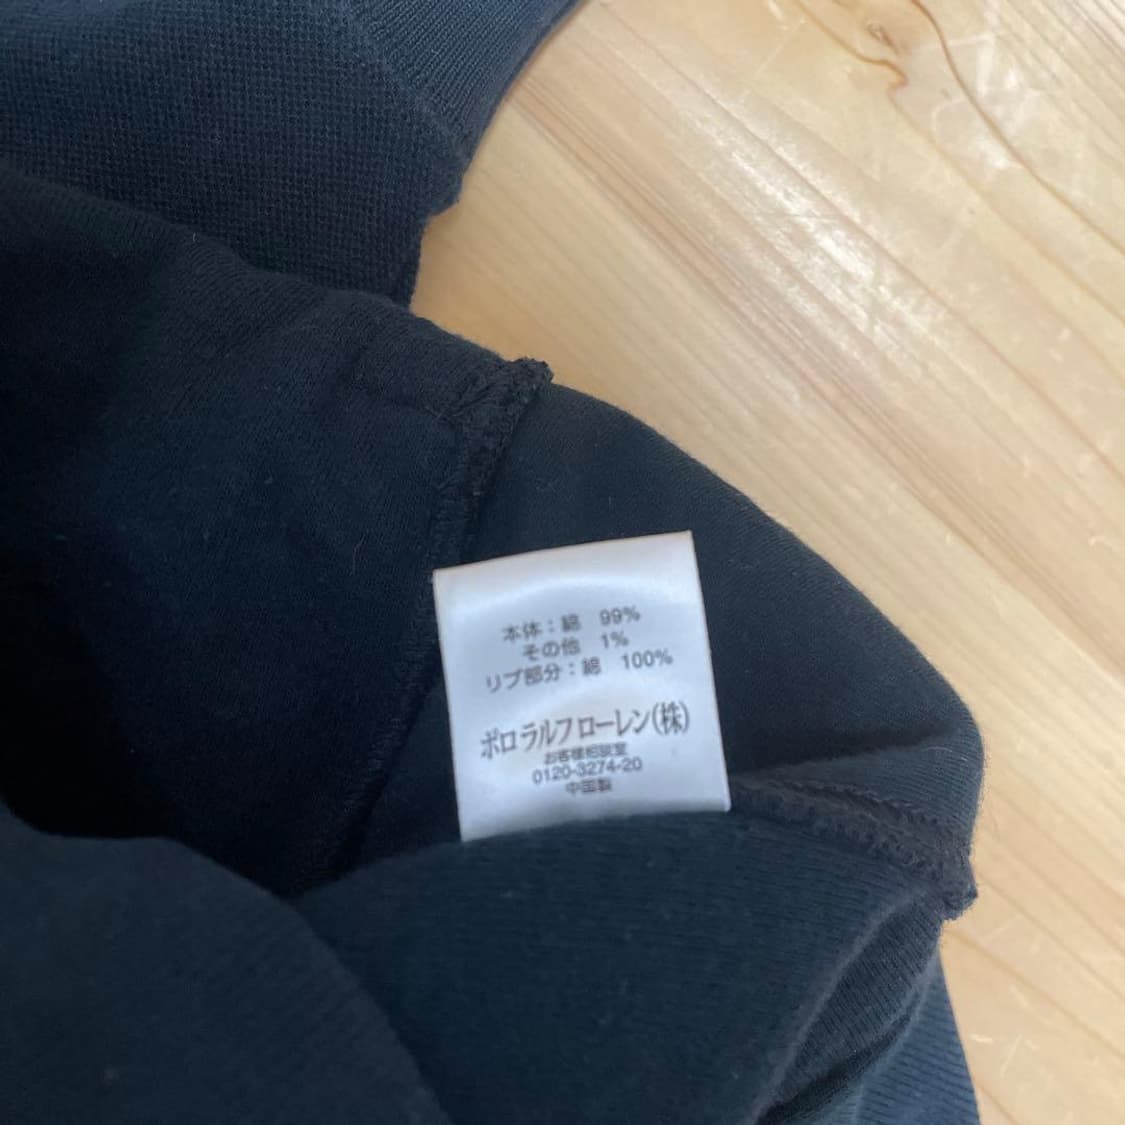 本体：綿 99%
その他 1%
リブ部分：綿 100%
ポロ ラルフ ローレン(株)
お客様相談室
0120-3274-20
中国製